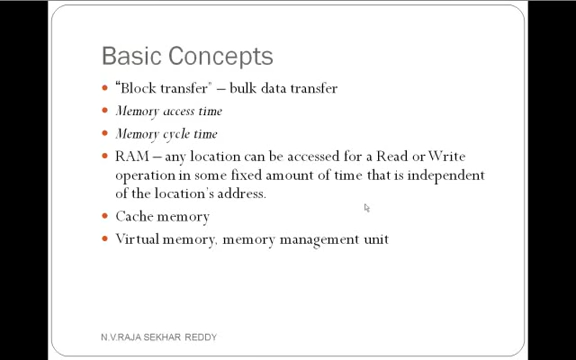 Basic Concepts
"Block transfer" – bulk data transfer
Memory access time
Memory cycle time
RAM – any location can be accessed for a Read or Write
operation in some fixed amount of time that is independent
of the location's address.
Cache memory
Virtual memory, memory management unit
N.V.RAJA SEKHAR REDDY